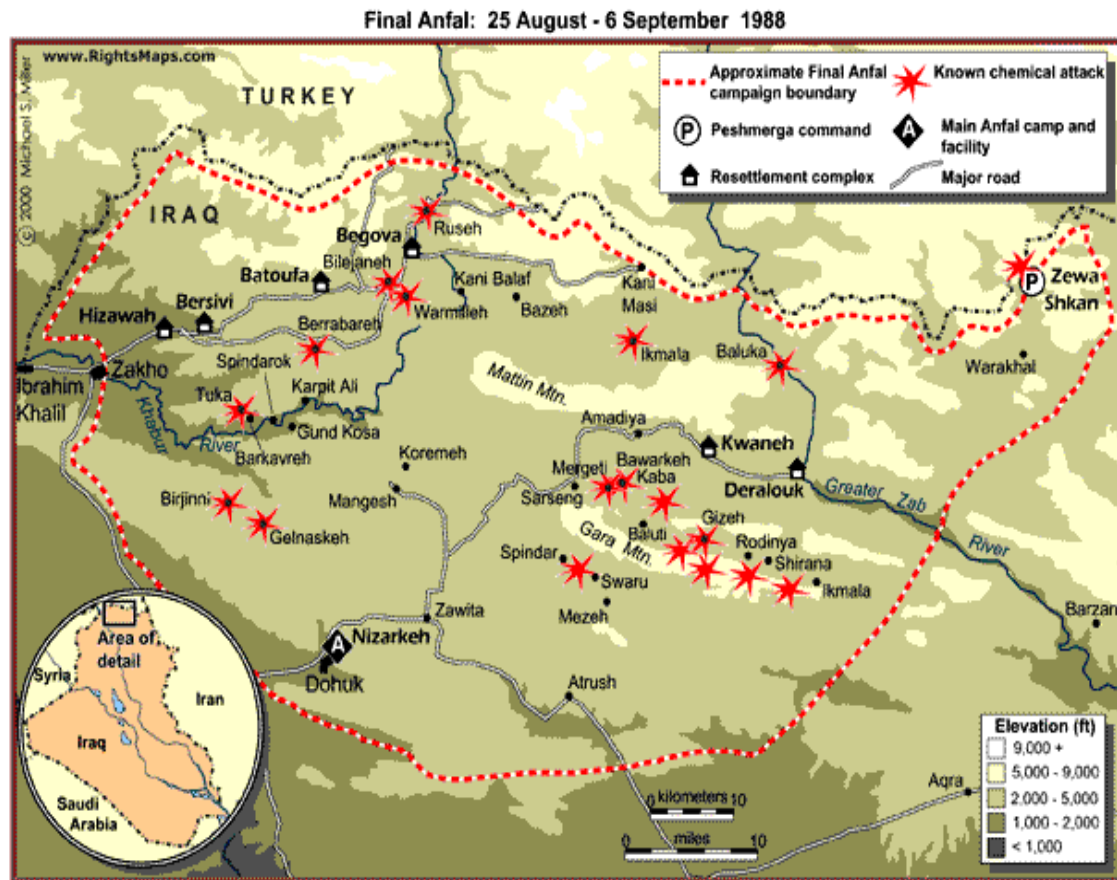 Final Anfal: 25 August - 6 September 1988
www.RightsMaps.com
© 2000 Michael S. Miller
TURKEY
IRAQ
Approximate Final Anfal
campaign boundary
Known chemical attack
P
Peshmerga command
A
Main Anfal camp and
facility
Resettlement complex
Major road
Ruseh
Begova
Bilejaneh
Batoufa
Kani Balaf
Kani
Masi
P
Zewa
Shkan
Bersivi
Hizawah
Warmileh
Bazeh
Berrabareh
Ikmala
Baluka
Warakhal
Spindarok
Zakho
Ibrahim
Khalil
Mattin Mtn.
Tuka
Karpit Ali
Khabur
River
Gund Kosa
Barkavreh
Amadiya
Kwaneh
Koremeh
Mergeti
Bawarkeh
Kaba
Deralouk
Mangesh
Sarseng
Greater Zab
River
Birjinni
Gelnaskeh
Baluti
Gizeh
Gara Mtn.
Rodinya
Spindar
Shirana
Swaru
Ikmala
Mezeh
Zawita
Barzan
A
Nizarkeh
Dohuk
Atrush
Aqra
Area of
detail
Syria
Iran
Iraq
Saudi
Arabia
0 kilometers 10
0 miles 10
Elevation (ft)
9,000 +
5,000 - 9,000
2,000 - 5,000
1,000 - 2,000
< 1,000